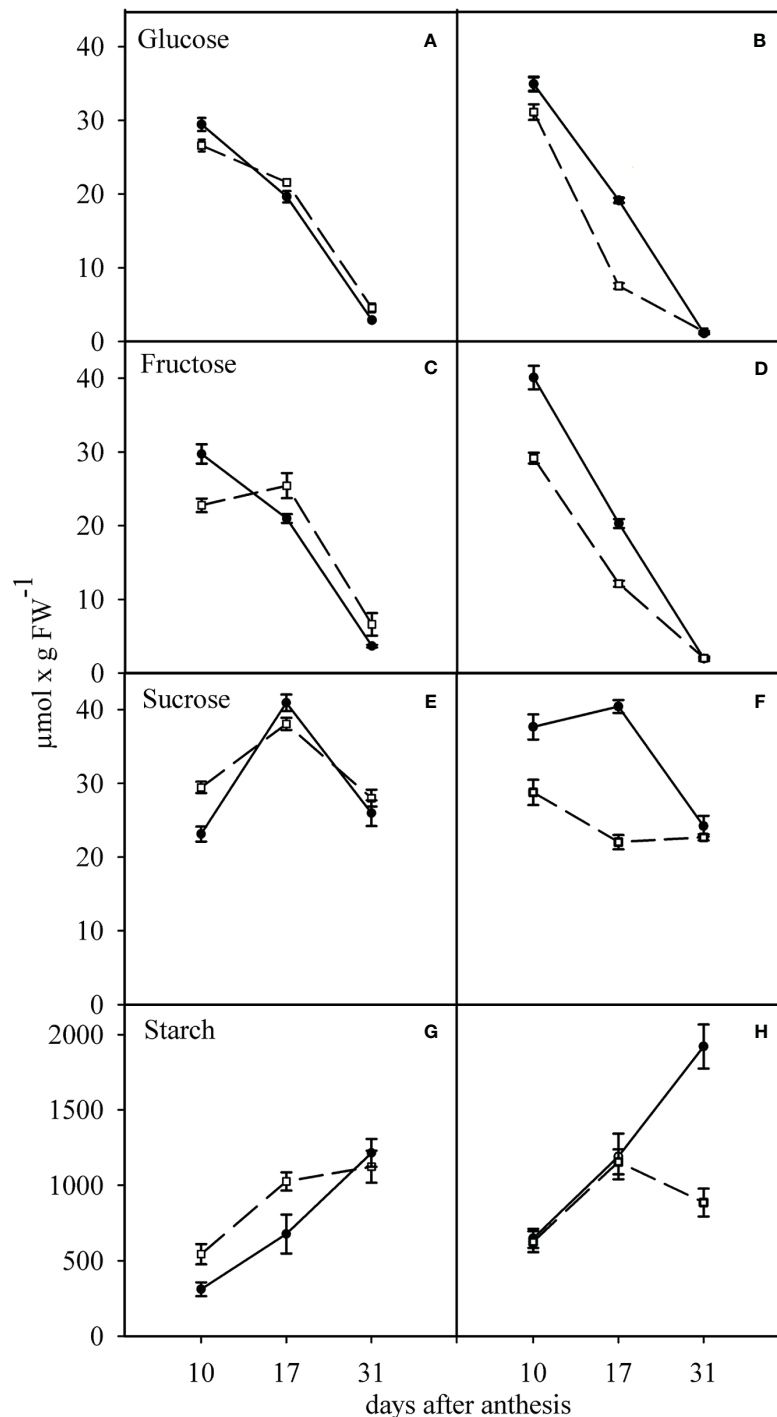 Glucose A B
40
30
20
10
0
Fructose C D
40
30
20
10
0
Sucrose E F
40
30
20
10
0
Starch G H
2000
1500
1000
500
0
μmol x g FW⁻¹
10 17 31 10 17 31
days after anthesis